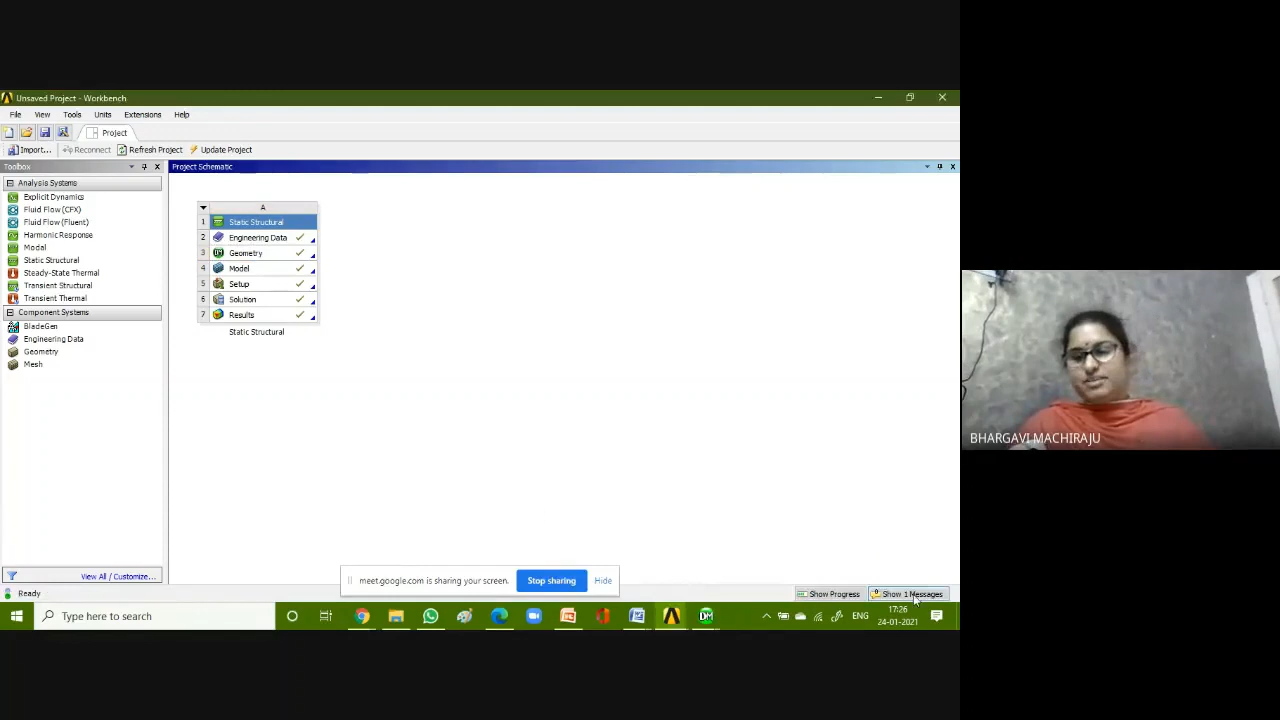 Unsaved Project - Workbench
File View Tools Units Extensions Help
Project
Import... Reconnect Refresh Project Update Project
Toolbox
Analysis Systems
Explicit Dynamics
Fluid Flow (CFX)
Fluid Flow (Fluent)
Harmonic Response
Modal
Static Structural
Steady-State Thermal
Transient Structural
Transient Thermal
Component Systems
BladeGen
Engineering Data
Geometry
Mesh
View All / Customize...
Project Schematic
A
1 Static Structural
2 Engineering Data
3 DM Geometry
4 Model
5 Setup
6 Solution
7 Results
Static Structural
meet.google.com is sharing your screen. Stop sharing Hide
Ready Show Progress Show 1 Messages
Type here to search DM ENG 17:26
24-01-2021
BHARGAVI MACHIRAJU